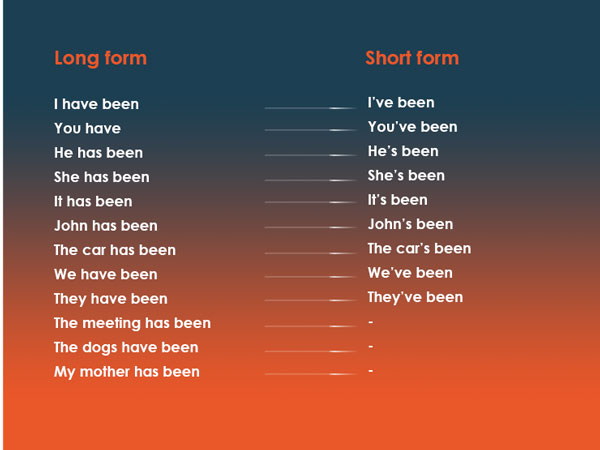 Long form Short form
I have been I've been
You have You've been
He has been He's been
She has been She's been
It has been It's been
John has been John's been
The car has been The car's been
We have been We've been
They have been They've been
The meeting has been -
The dogs have been -
My mother has been -